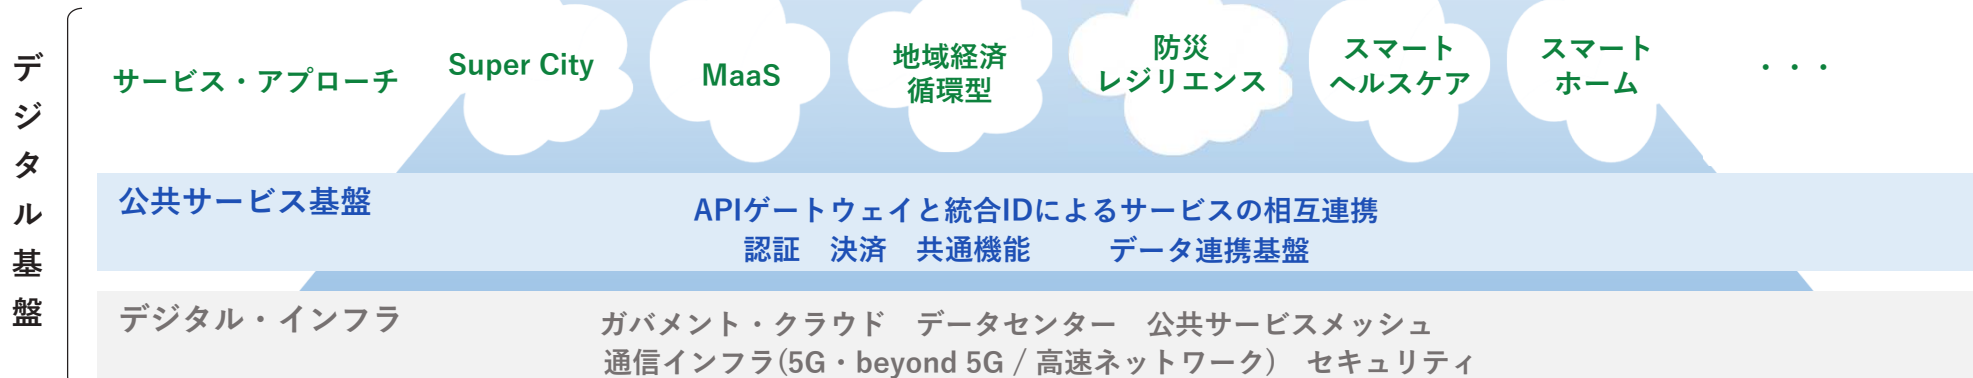 デジタル基盤
サービス・アプローチ
Super City
MaaS
地域経済
循環型
防災
レジリエンス
スマート
ヘルスケア
スマート
ホーム
・・・
公共サービス基盤
APIゲートウェイと統合IDによるサービスの相互連携
認証　決済　共通機能　　データ連携基盤
デジタル・インフラ
ガバメント・クラウド　データセンター　公共サービスメッシュ
通信インフラ(5G・beyond 5G / 高速ネットワーク)　セキュリティ